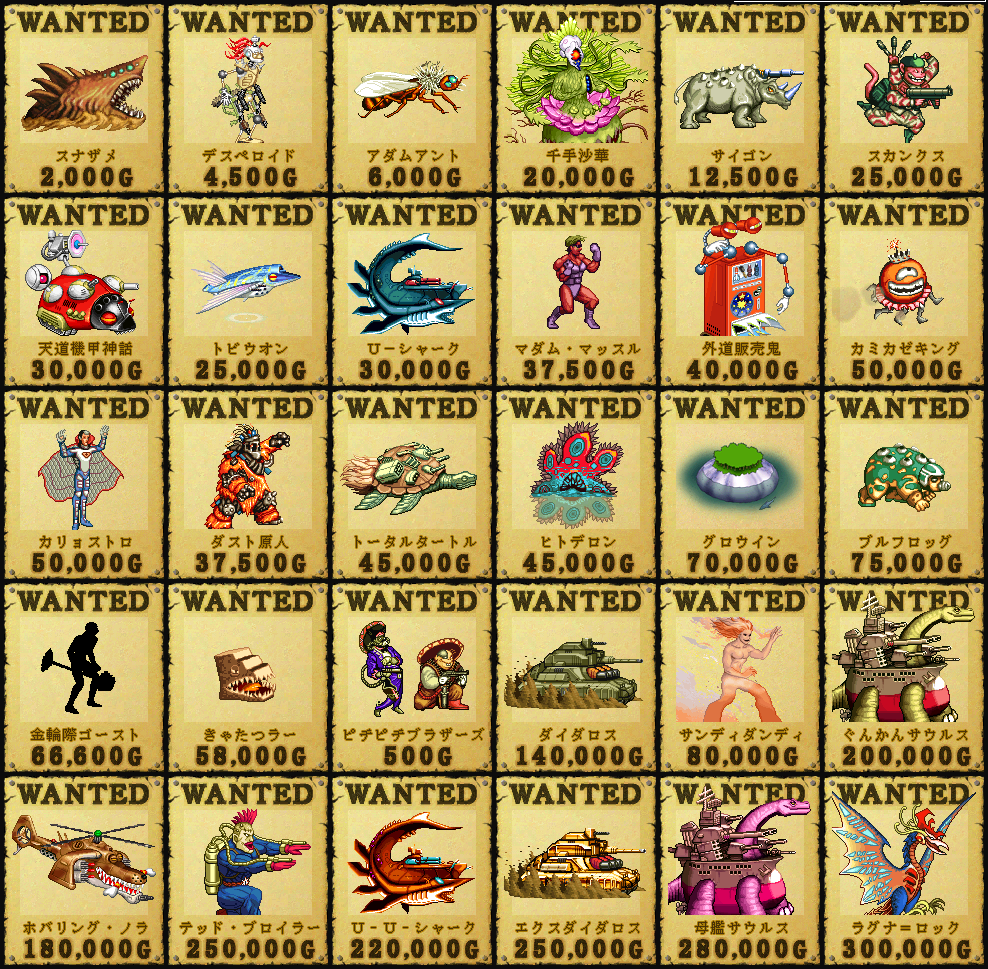 WANTED WANTED WANTED WANTED WANTED WANTED
スナザメ デスペロイド アダムアント 千手沙華 サイゴン スカンクス
2,000G 4,500G 6,000G 20,000G 12,500G 25,000G
WANTED WANTED WANTED WANTED WANTED WANTED
天道機甲神話 トビウオン U-シャーク マダム・マッスル 外道販売鬼 カミカゼキング
30,000G 25,000G 30,000G 37,500G 40,000G 50,000G
WANTED WANTED WANTED WANTED WANTED WANTED
カリョストロ ダスト原人 トータルタートル ヒトデロン グロウイン ブルフロッグ
50,000G 37,500G 45,000G 45,000G 70,000G 75,000G
WANTED WANTED WANTED WANTED WANTED WANTED
金輪際ゴースト きゃたつラー ピチピチブラザーズ ダイダロス サンディダンディ ぐんかんサウルス
66,600G 58,000G 500G 140,000G 80,000G 200,000G
WANTED WANTED WANTED WANTED WANTED WANTED
ホバリング・ノラ テッド・ブロイラー U-U-シャーク エクスダイダロス 母艦サウルス ラグナ=ロック
180,000G 250,000G 220,000G 250,000G 280,000G 300,000G